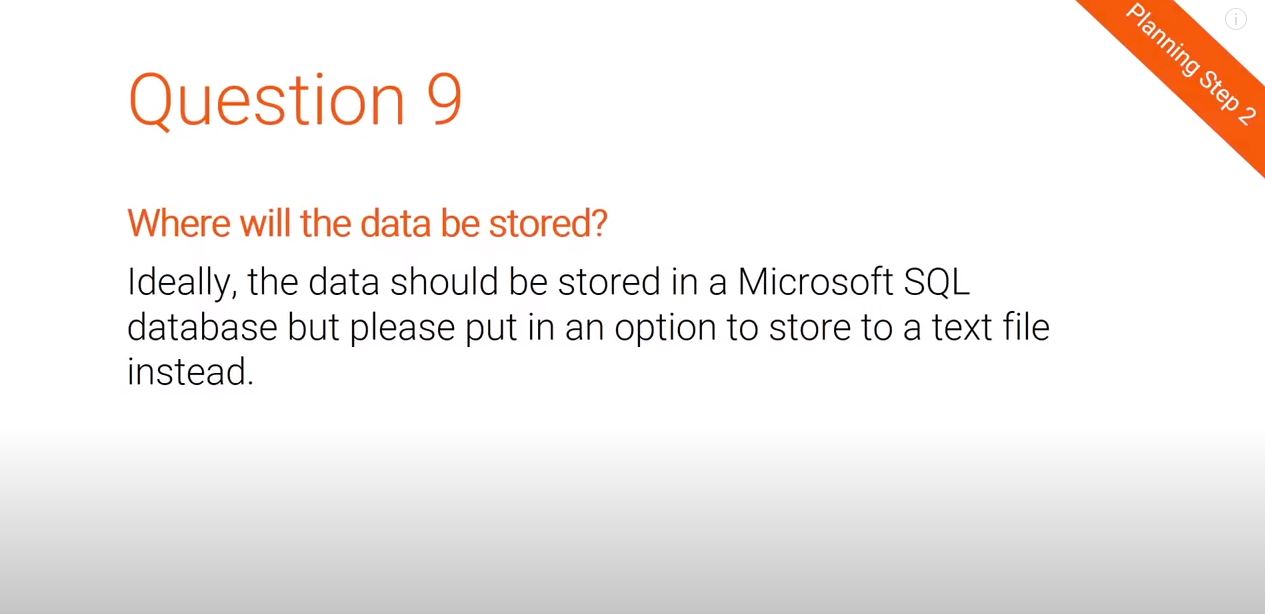 Planning Step 2
Question 9
Where will the data be stored?
Ideally, the data should be stored in a Microsoft SQL
database but please put in an option to store to a text file
instead.